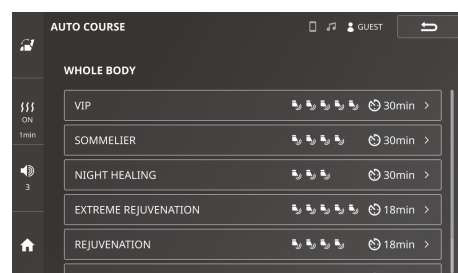 AUTO COURSE
GUEST
WHOLE BODY
ON
1min
3
VIP 30min >
SOMMELIER 30min >
NIGHT HEALING 30min >
EXTREME REJUVENATION 18min >
REJUVENATION 18min >